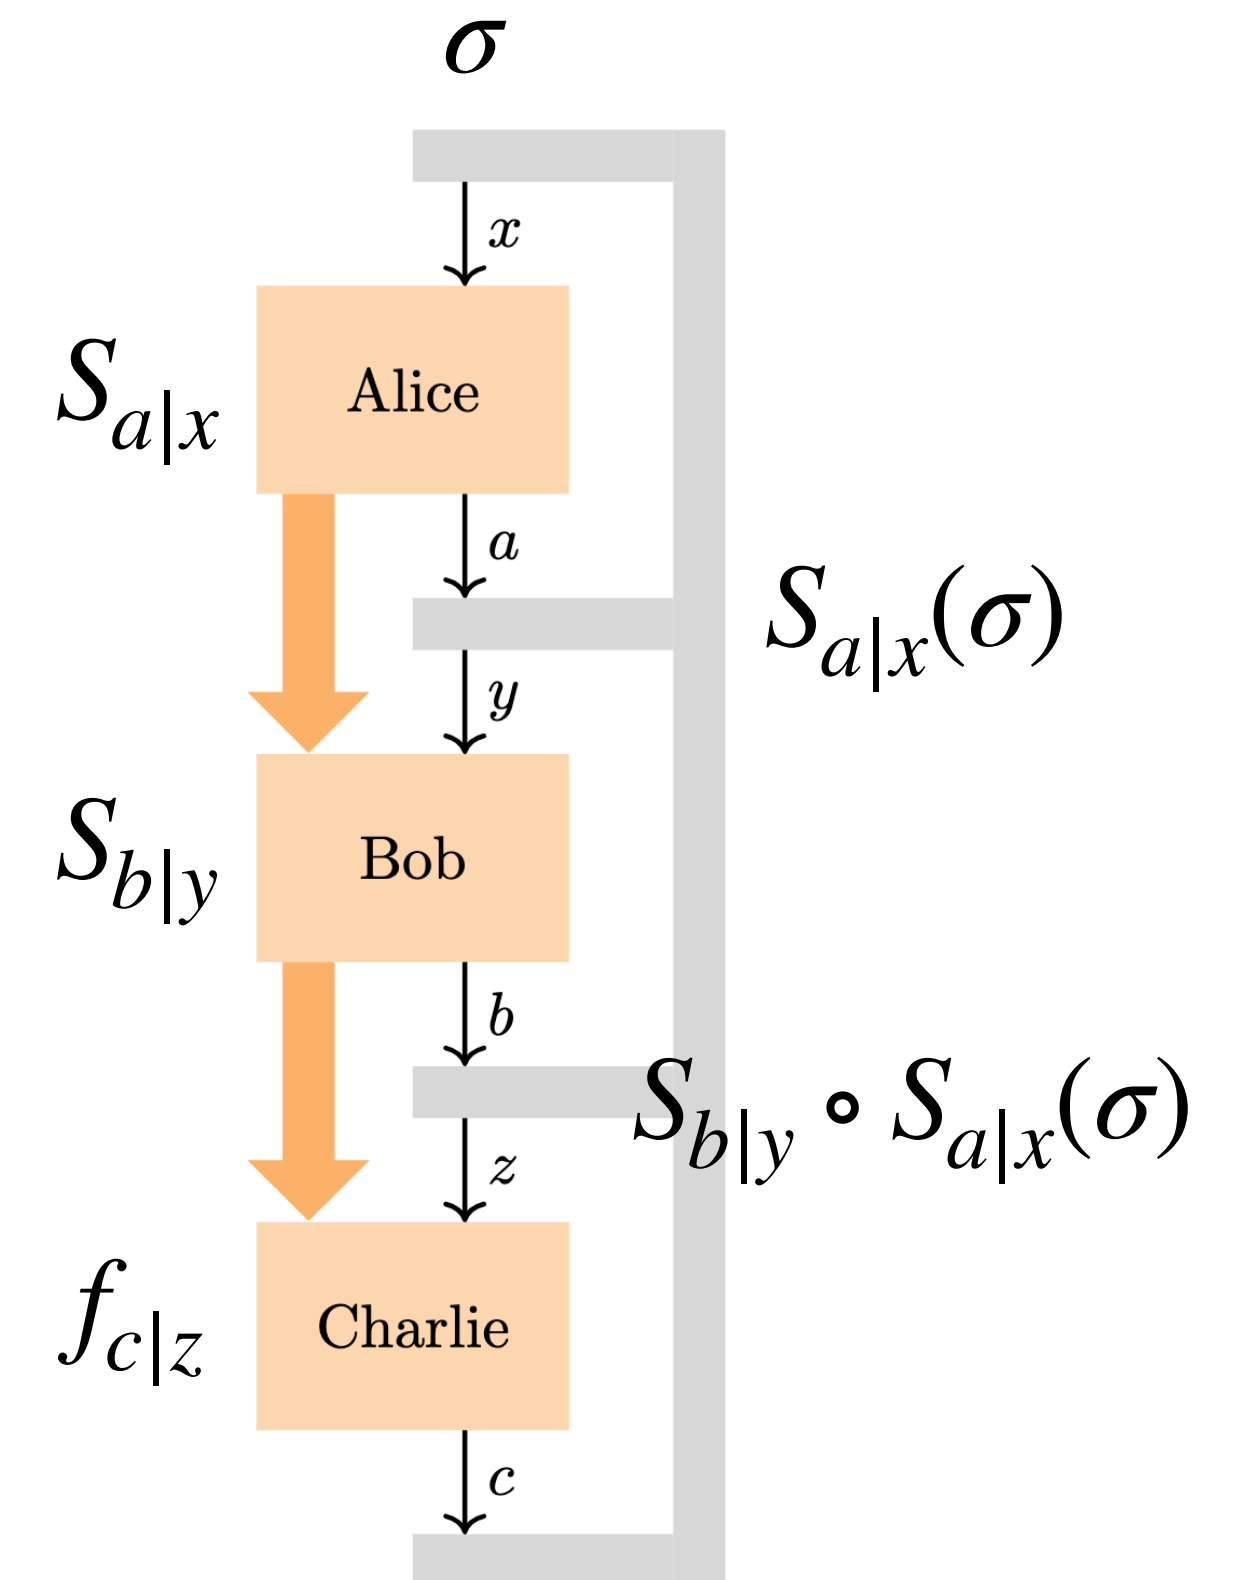 σ
x
Alice
S_{a|x}
a
S_{a|x}(σ)
y
Bob
S_{b|y}
b
S_{b|y} ∘ S_{a|x}(σ)
z
Charlie
f_{c|z}
c